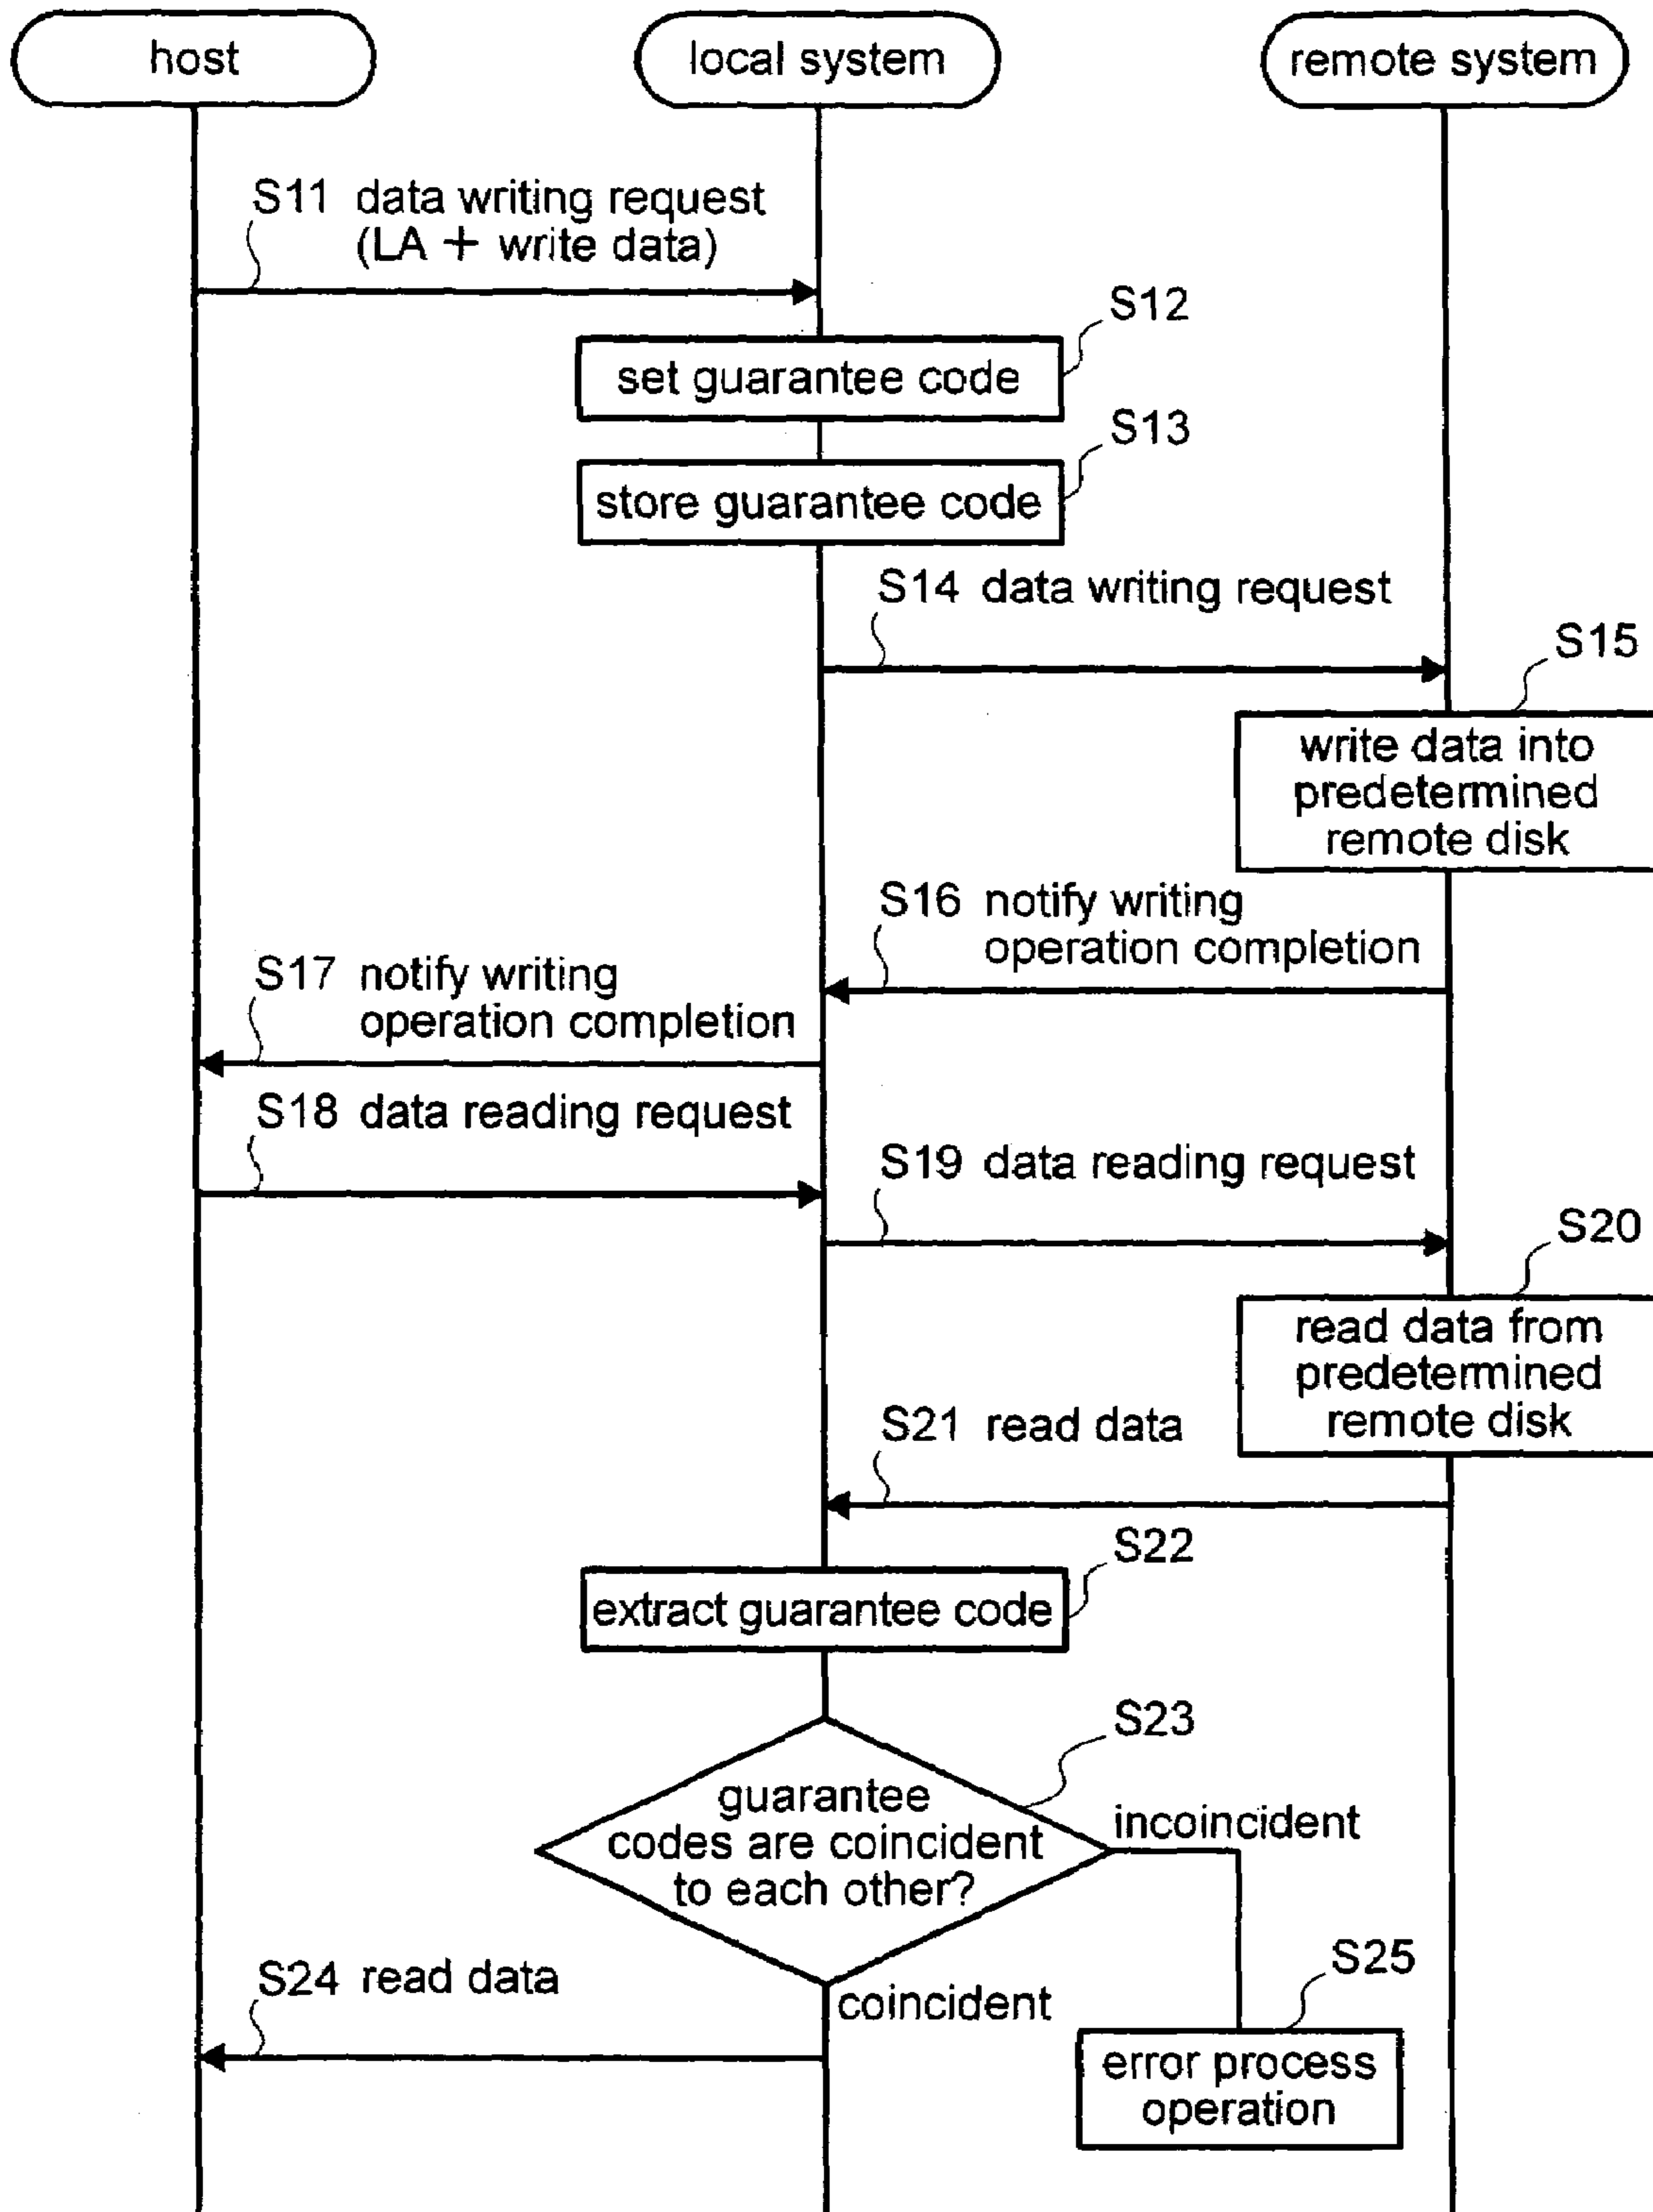 host
local system
remote system
S11 data writing request
(LA + write data)
S12
set guarantee code
S13
store guarantee code
S14 data writing request
S15
write data into
predetermined
remote disk
S16 notify writing
operation completion
S17 notify writing
operation completion
S18 data reading request
S19 data reading request
S20
read data from
predetermined
remote disk
S21 read data
S22
extract guarantee code
S23
guarantee
codes are coincident
to each other?
incoincident
S24 read data
coincident
S25
error process
operation